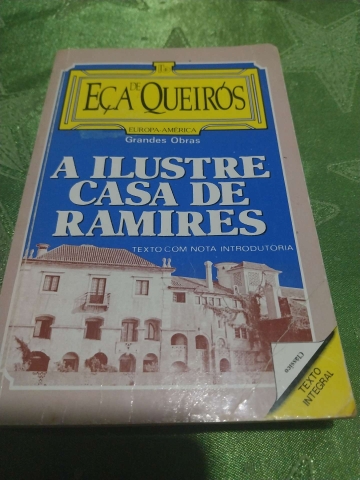 EÇA DE QUEIRÓS
EUROPA-AMÉRICA
Grandes Obras
A ILUSTRE
CASA DE
RAMIRES
TEXTO COM NOTA INTRODUTÓRIA
TEXTO
INTEGRAL